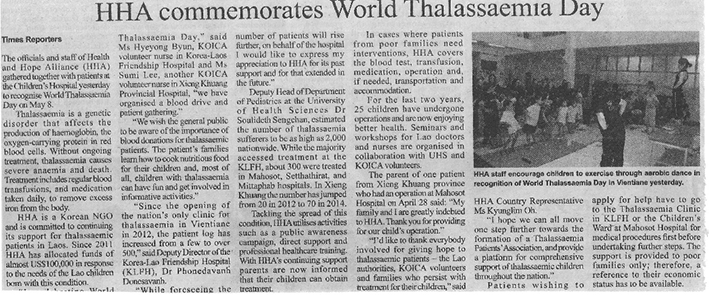 HHA commemorates World Thalassaemia Day
Times Reporters
The officials and staff of Health
and Hope Alliance (HHA)
gathered together with patients at
the Children's Hospital yesterday
to recognise World Thalassaemia
Day on May 8.
Thalassaemia is a genetic
disorder that affects the
production of haemoglobin, the
oxygen-carrying protein in red
blood cells. Without ongoing
treatment, thalassaemia causes
severe anaemia and death.
Treatment includes regular blood
transfusions, and medication
taken daily, to remove excess
iron from the body.
HHA is a Korean NGO
and is committed to continuing
its support for thalassaemic
patients in Laos. Since 2011
HHA has allocated funds of
almost US$100,000 in response
to the needs of the Lao children
born with this condition.
World
Thalassaemia Day," said
Ms Hyeyong Byun, KOICA
volunteer nurse in Korea-Laos
Friendship Hospital and Ms
Sumi Lee, another KOICA
volunteer nurse in Xieng Khuang
Provincial Hospital, "we have
organised a blood drive and
patient gathering."
"We with the general public
to be aware of the importance of
blood donations for thalassaemic
patients. The patient's families
learn how to cook nutritious food
for their children and, most of
all, children with thalassaemia
can have fun and get involved in
informative activities."
"Since the opening of
the nation's only clinic for
thalassaemia in Vientiane
in 2012, the patient log has
increased from a few to over
500," said Deputy Director of the
Korea-Lao Friendship Hospital
(KLFH), Dr Phonedavanh
Donesavanh.
"While foreseeing the
number of patients will rise
further, on behalf of the hospital
I would like to express my
appreciation to HHA for its past
support and for that extended in
the future."
Deputy Head of Department
of Pediatrics at the University
of Health Sciences Dr
Soulideth Sengchan, estimated
the number of thalassaemia
sufferers to be as high as 2,000
nationwide. While the majority
accessed treatment at the
KLFH, about 300 were treated
in Mahosot, Setthathirat, and
Mittaphab hospitals. In Xieng
Khuang the number has jumped
from 20 in 2012 to 70 in 2014.
Tackling the spread of this
condition, HHA utilises activities
such as a public awareness
campaign, direct support and
professional healthcare training.
With HHA's continuing support
parents are now informed
that their children can obtain
treatment.
In cases where patients
from poor families need
interventions, HHA covers
the blood test, transfusion,
medication, operation and,
if needed, transportation and
accommodation.
For the last two years,
25 children have undergone
operations and are now enjoying
better health. Seminars and
workshops for Lao doctors
and nurses are organised in
collaboration with UHS and
KOICA volunteers.
The parent of one patient
from Xieng Khuang province
who had an operation at Mahosot
Hospital on April 28 said: "My
family and I are greatly indebted
to HHA. Thank you for providing
for our child's operation."
"I'd like to thank everybody
involved for giving hope to
thalassaemic patients – the Lao
authorities, KOICA volunteers
and families who persist with
treatment for their children," said
HHA staff encourage children to exercise through aerobic dance in
recognition of World Thalassaemia Day in Vientiane yesterday.
HHA Country Representative
Ms Kyunglim Oh.
"I hope we can all move
one step further towards the
formation of a Thalassaemia
Patients' Association, and provide
a platform for comprehensive
support of thalassaemic children
throughout the nation."
Patients wishing to
apply for help have to go
to the Thalassaemia Clinic
in KLFH or the Children's
Ward at Mahosot Hospital for
medical procedures first before
undertaking further steps. The
support is provided to poor
families only; therefore, a
reference to their economic
status has to be available.